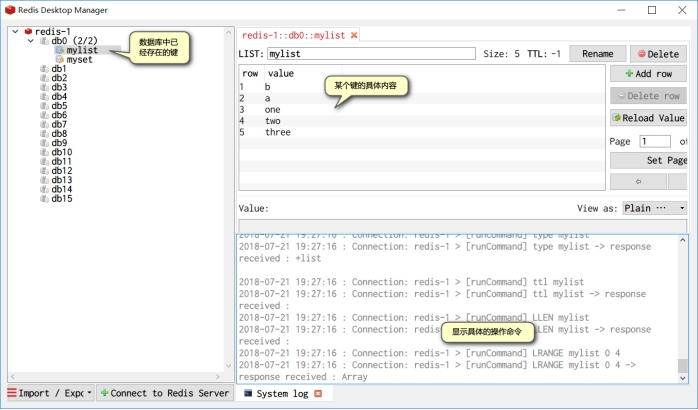 Redis Desktop Manager
redis-1
db0 (2/2)
mylist
myset
db1
db2
db3
db4
db5
db6
db7
db8
db9
db10
db11
db12
db13
db14
db15
数据库中已
经存在的键
Import / Expo
Connect to Redis Server
redis-1::db0::mylist
LIST: mylist Size: 5 TTL: -1 Rename Delete
row value
1 b
2 a
3 one
4 two
5 three
某个键的具体内容
Add row
Delete row
Reload Value
Page 1 of
Set Page
Value: View as: Plain ...
2018-07-21 19:27:16 : Connection: redis-1 > [runCommand] type mylist
2018-07-21 19:27:16 : Connection: redis-1 > [runCommand] type mylist -> response
received : +list
2018-07-21 19:27:16 : Connection: redis-1 > [runCommand] ttl mylist
2018-07-21 19:27:16 : Connection: redis-1 > [runCommand] ttl mylist -> response
received :
2018-07-21 19:27:16 : Connection: redis-1 > [runCommand] LLEN mylist
2018-07-21 19:27:16 : Connection: LLEN mylist -> response
received :
显示具体的操作命令
2018-07-21 19:27:16 : Connection: redis-1 > [runCommand] LRANGE mylist 0 4
2018-07-21 19:27:16 : Connection: redis-1 > [runCommand] LRANGE mylist 0 4 ->
response received : Array
System log